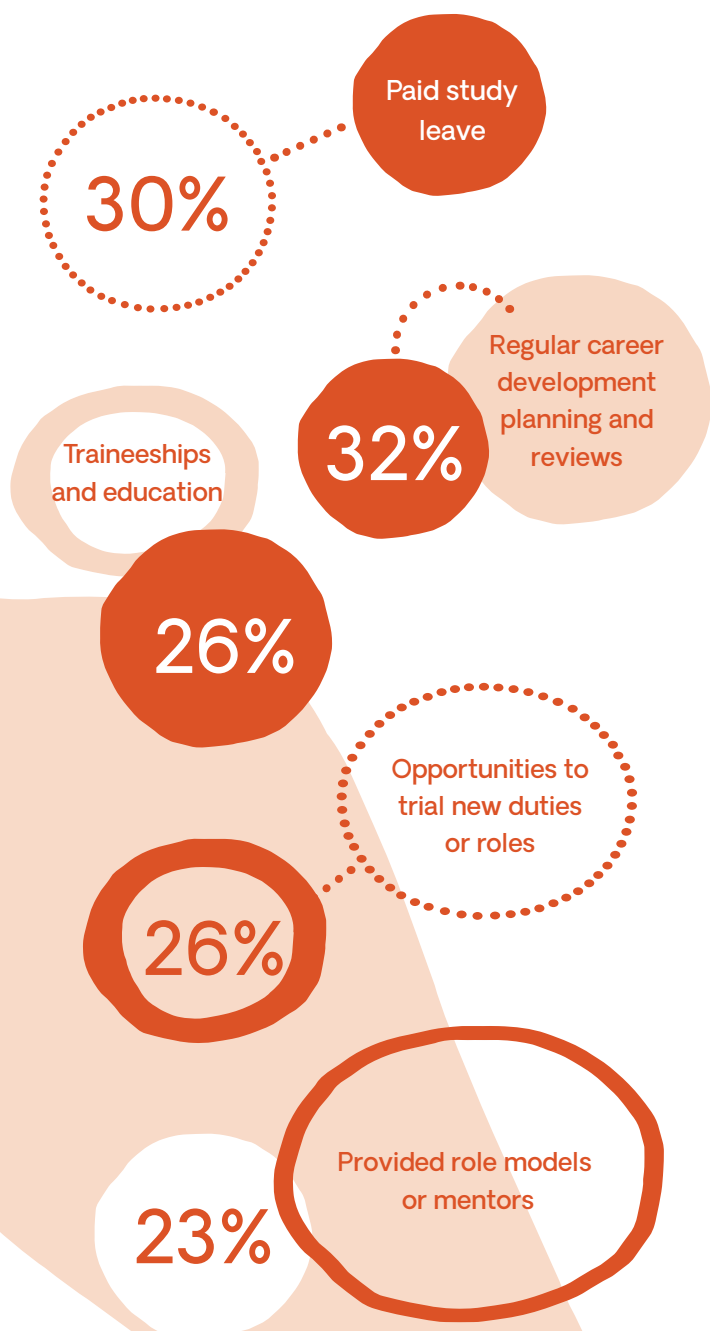 Paid study
leave
30%
Regular career
development
planning and
reviews
32%
Traineeships
and education
26%
Opportunities to
trial new duties
or roles
26%
Provided role models
or mentors
23%